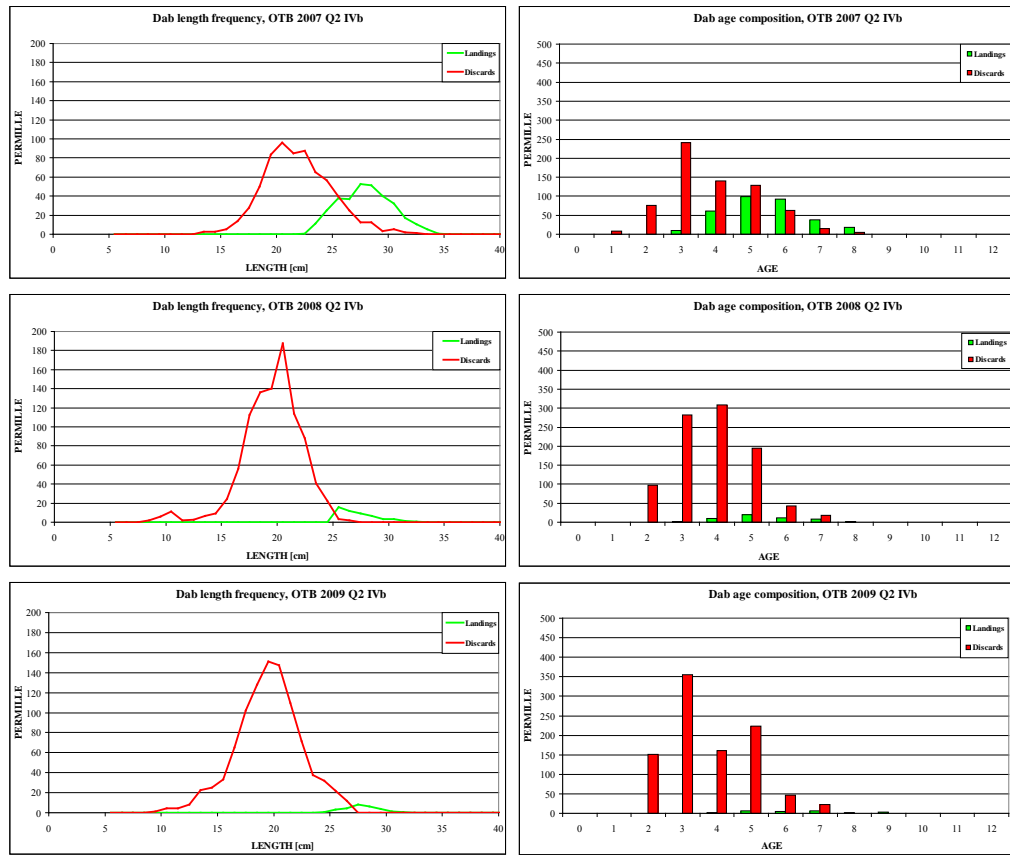 Dab length frequency, OTB 2007 Q2 IVb
PERMILLE
200
180
160
140
120
100
80
60
40
20
0
0 5 10 15 20 25 30 35 40
LENGTH [cm]
Landings
Discards
Dab age composition, OTB 2007 Q2 IVb
PERMILLE
500
450
400
350
300
250
200
150
100
50
0
0 1 2 3 4 5 6 7 8 9 10 11 12
AGE
Landings
Discards
Dab length frequency, OTB 2008 Q2 IVb
PERMILLE
200
180
160
140
120
100
80
60
40
20
0
0 5 10 15 20 25 30 35 40
LENGTH [cm]
Landings
Discards
Dab age composition, OTB 2008 Q2 IVb
PERMILLE
500
450
400
350
300
250
200
150
100
50
0
0 1 2 3 4 5 6 7 8 9 10 11 12
AGE
Landings
Discards
Dab length frequency, OTB 2009 Q2 IVb
PERMILLE
200
180
160
140
120
100
80
60
40
20
0
0 5 10 15 20 25 30 35 40
LENGTH [cm]
Landings
Discards
Dab age composition, OTB 2009 Q2 IVb
PERMILLE
500
450
400
350
300
250
200
150
100
50
0
0 1 2 3 4 5 6 7 8 9 10 11 12
AGE
Landings
Discards